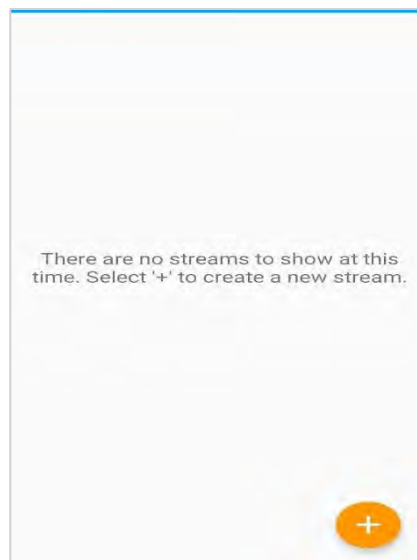 There are no streams to show at this
time. Select '+' to create a new stream.
+